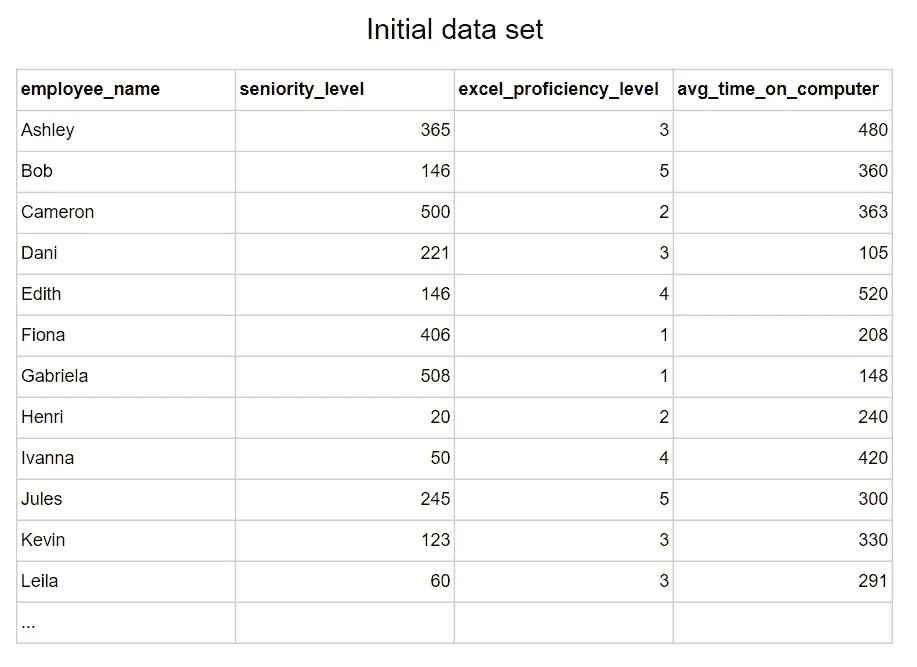 Initial data set
employee_name seniority_level excel_proficiency_level avg_time_on_computer
Ashley 365 3 480
Bob 146 5 360
Cameron 500 2 363
Dani 221 3 105
Edith 146 4 520
Fiona 406 1 208
Gabriela 508 1 148
Henri 20 2 240
Ivanna 50 4 420
Jules 245 5 300
Kevin 123 3 330
Leila 60 3 291
...